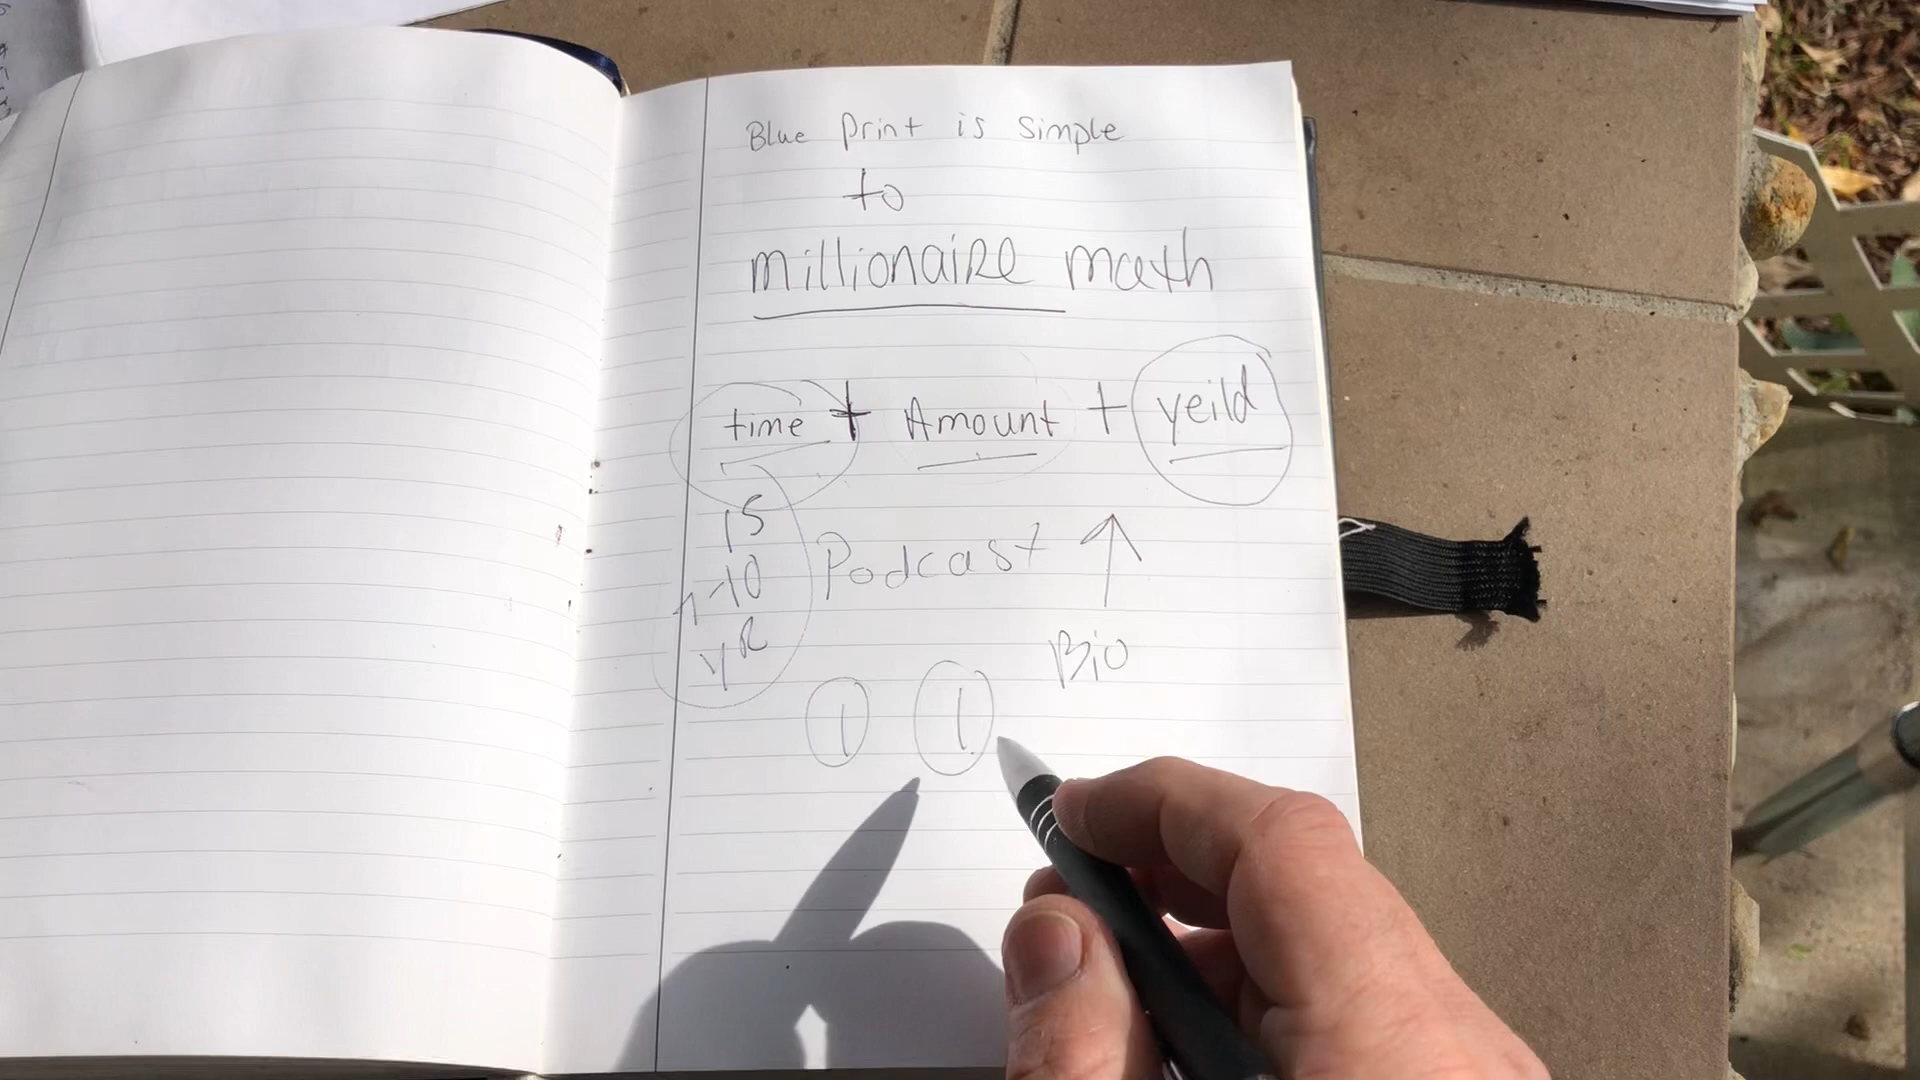 Blue Print is simple
to
millionaire math
time + Amount + yeild
15
7-10
YR
Podcast ↑
Bio
1 1